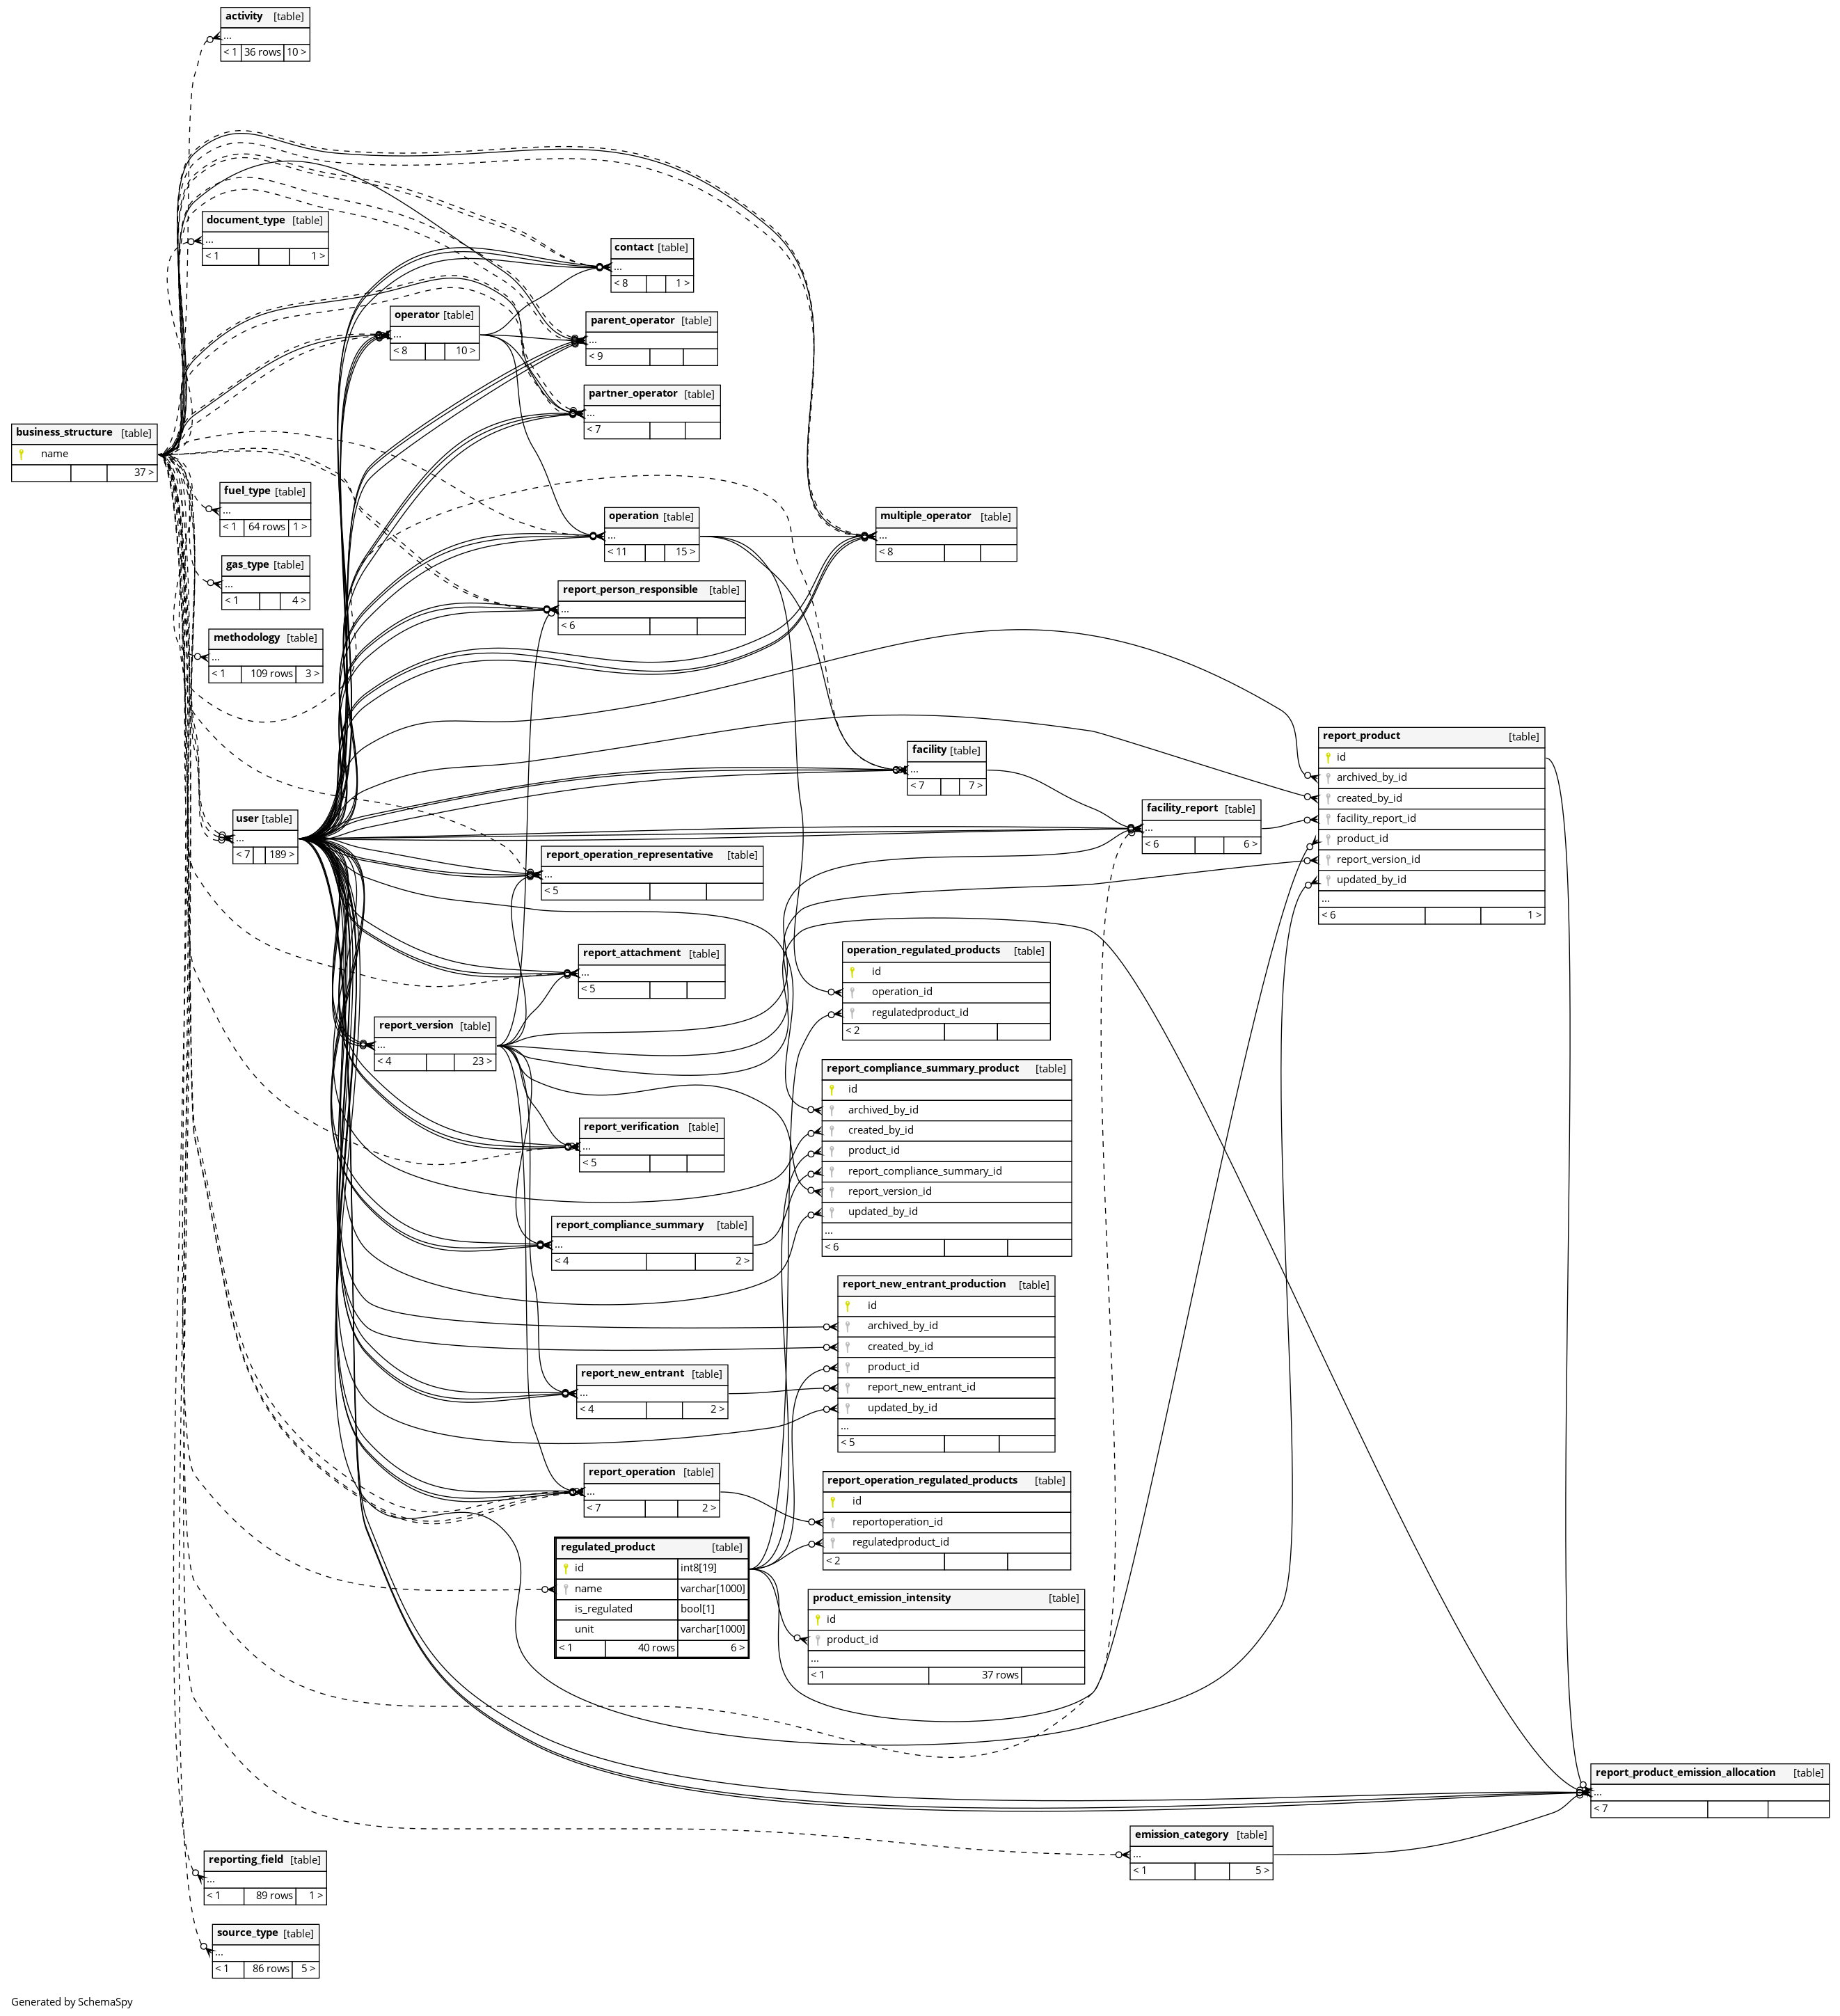 activity [table]
...
< 1 36 rows 10 >
document_type [table]
...
< 1 1 >
contact [table]
...
< 8 1 >
operator [table]
...
< 8 10 >
parent_operator [table]
...
< 9
partner_operator [table]
...
< 7
business_structure [table]
name
37 >
fuel_type [table]
...
< 1 64 rows 1 >
operation [table]
...
< 11 15 >
multiple_operator [table]
...
< 8
gas_type [table]
...
< 1 4 >
report_person_responsible [table]
...
< 6
methodology [table]
...
< 1 109 rows 3 >
report_product [table]
id
archived_by_id
created_by_id
facility_report_id
product_id
report_version_id
updated_by_id
...
< 6 1 >
facility [table]
...
< 7 7 >
facility_report [table]
...
< 6 6 >
user [table]
...
< 7 189 >
report_operation_representative [table]
...
< 5
report_attachment [table]
...
< 5
operation_regulated_products [table]
id
operation_id
regulatedproduct_id
< 2
report_version [table]
...
< 4 23 >
report_compliance_summary_product [table]
id
archived_by_id
created_by_id
product_id
report_compliance_summary_id
report_version_id
updated_by_id
...
< 6
report_verification [table]
...
< 5
report_compliance_summary [table]
...
< 4 2 >
report_new_entrant_production [table]
id
archived_by_id
created_by_id
product_id
report_new_entrant_id
updated_by_id
...
< 5
report_new_entrant [table]
...
< 4 2 >
report_operation [table]
...
< 7 2 >
report_operation_regulated_products [table]
id
reportoperation_id
regulatedproduct_id
< 2
regulated_product [table]
id int8[19]
name varchar[1000]
is_regulated bool[1]
unit varchar[1000]
< 1 40 rows 6 >
product_emission_intensity [table]
id
product_id
...
< 1 37 rows
report_product_emission_allocation [table]
...
< 7
emission_category [table]
...
< 1 5 >
reporting_field [table]
...
< 1 89 rows 1 >
source_type [table]
...
< 1 86 rows 5 >
Generated by SchemaSpy